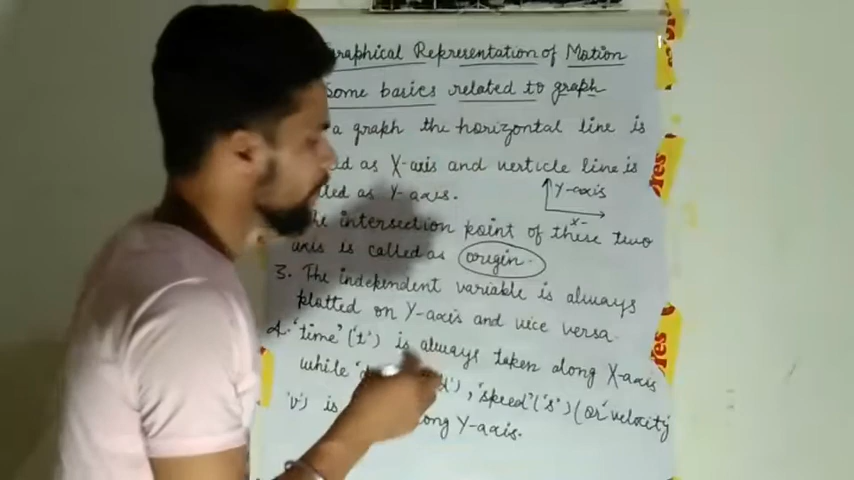 raphical Representation of Motion
Some basics related to graph
a graph the horizontal line is
as X-axis and verticle line is
as Y-axis.
Y-axis
X-
intersection point of these two
axis is called as origin
3. The independent variable is always
plotted on Y-axis and vice versa.
4. "time" ('t') is always taken along X-axis
while , "speed" ('s') (or velocity
'v') is along Y-axis.